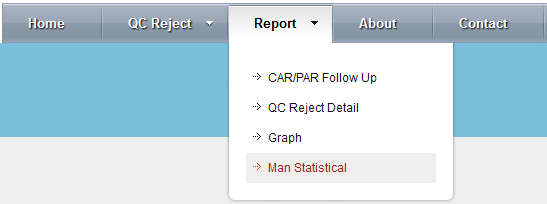 Home QC Reject Report About Contact
CAR/PAR Follow Up
QC Reject Detail
Graph
Man Statistical